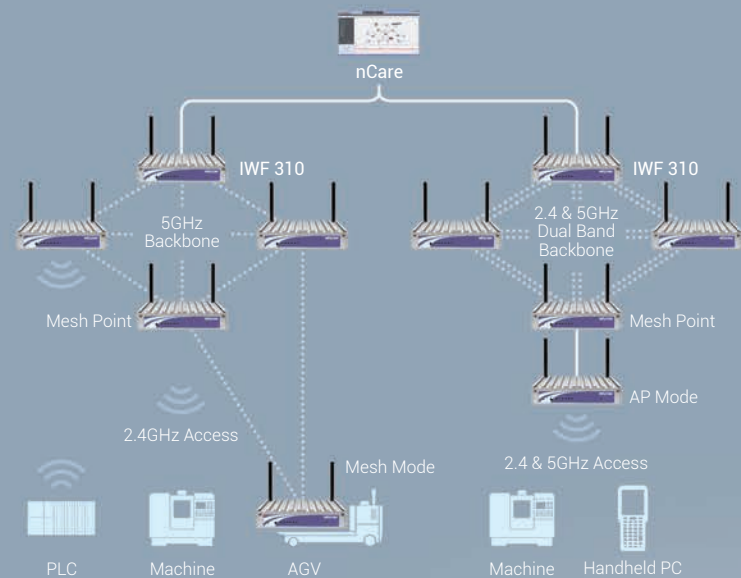 nCare
IWF 310
IWF 310
5GHz
Backbone
2.4 & 5GHz
Dual Band
Backbone
Mesh Point
Mesh Point
AP Mode
2.4GHz Access
Mesh Mode
2.4 & 5GHz Access
PLC
Machine
AGV
Machine
Handheld PC